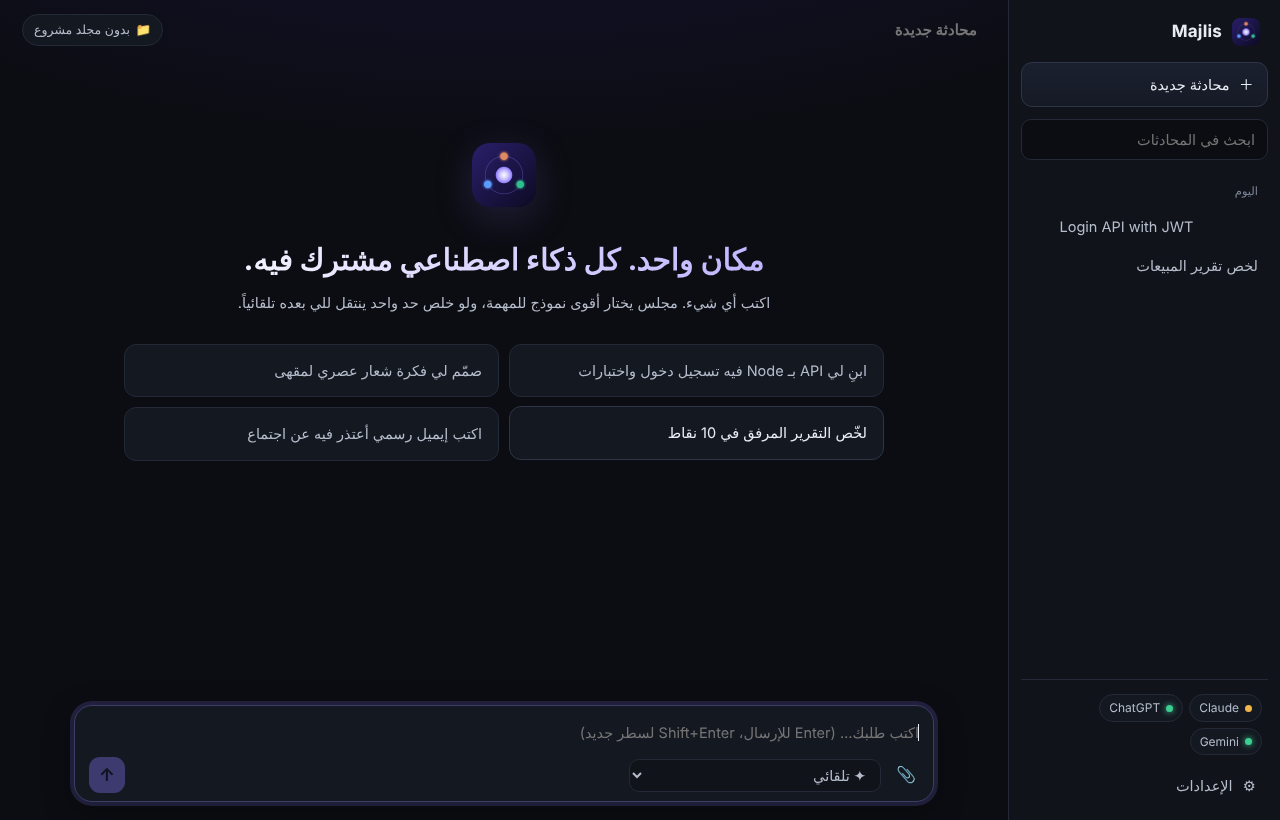 Majlis
محادثة جديدة
ابحث في المحادثات
اليوم
Login API with JWT
لخص تقرير المبيعات
Claude
ChatGPT
Gemini
الإعدادات
محادثة جديدة
بدون مجلد مشروع
مكان واحد. كل ذكاء اصطناعي مشترك فيه.
اكتب أي شيء. مجلس يختار أقوى نموذج للمهمة، ولو خلص حد واحد ينتقل للي بعده تلقائياً.
ابنِ لي API بـ Node فيه تسجيل دخول واختبارات
صمّم لي فكرة شعار عصري لمقهى
لخّص التقرير المرفق في 10 نقاط
اكتب إيميل رسمي أعتذر فيه عن اجتماع
اكتب طلبك... (Enter للإرسال، Shift+Enter لسطر جديد)
✦ تلقائي